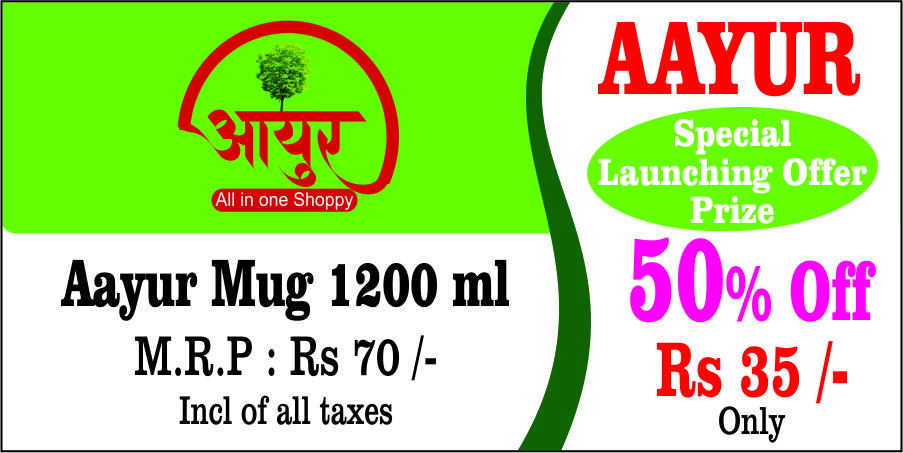 आयुर
All in one Shoppy
Aayur Mug 1200 ml
M.R.P : Rs 70 /-
Incl of all taxes
AAYUR
Special
Launching Offer
Prize
50% Off
Rs 35 /-
Only